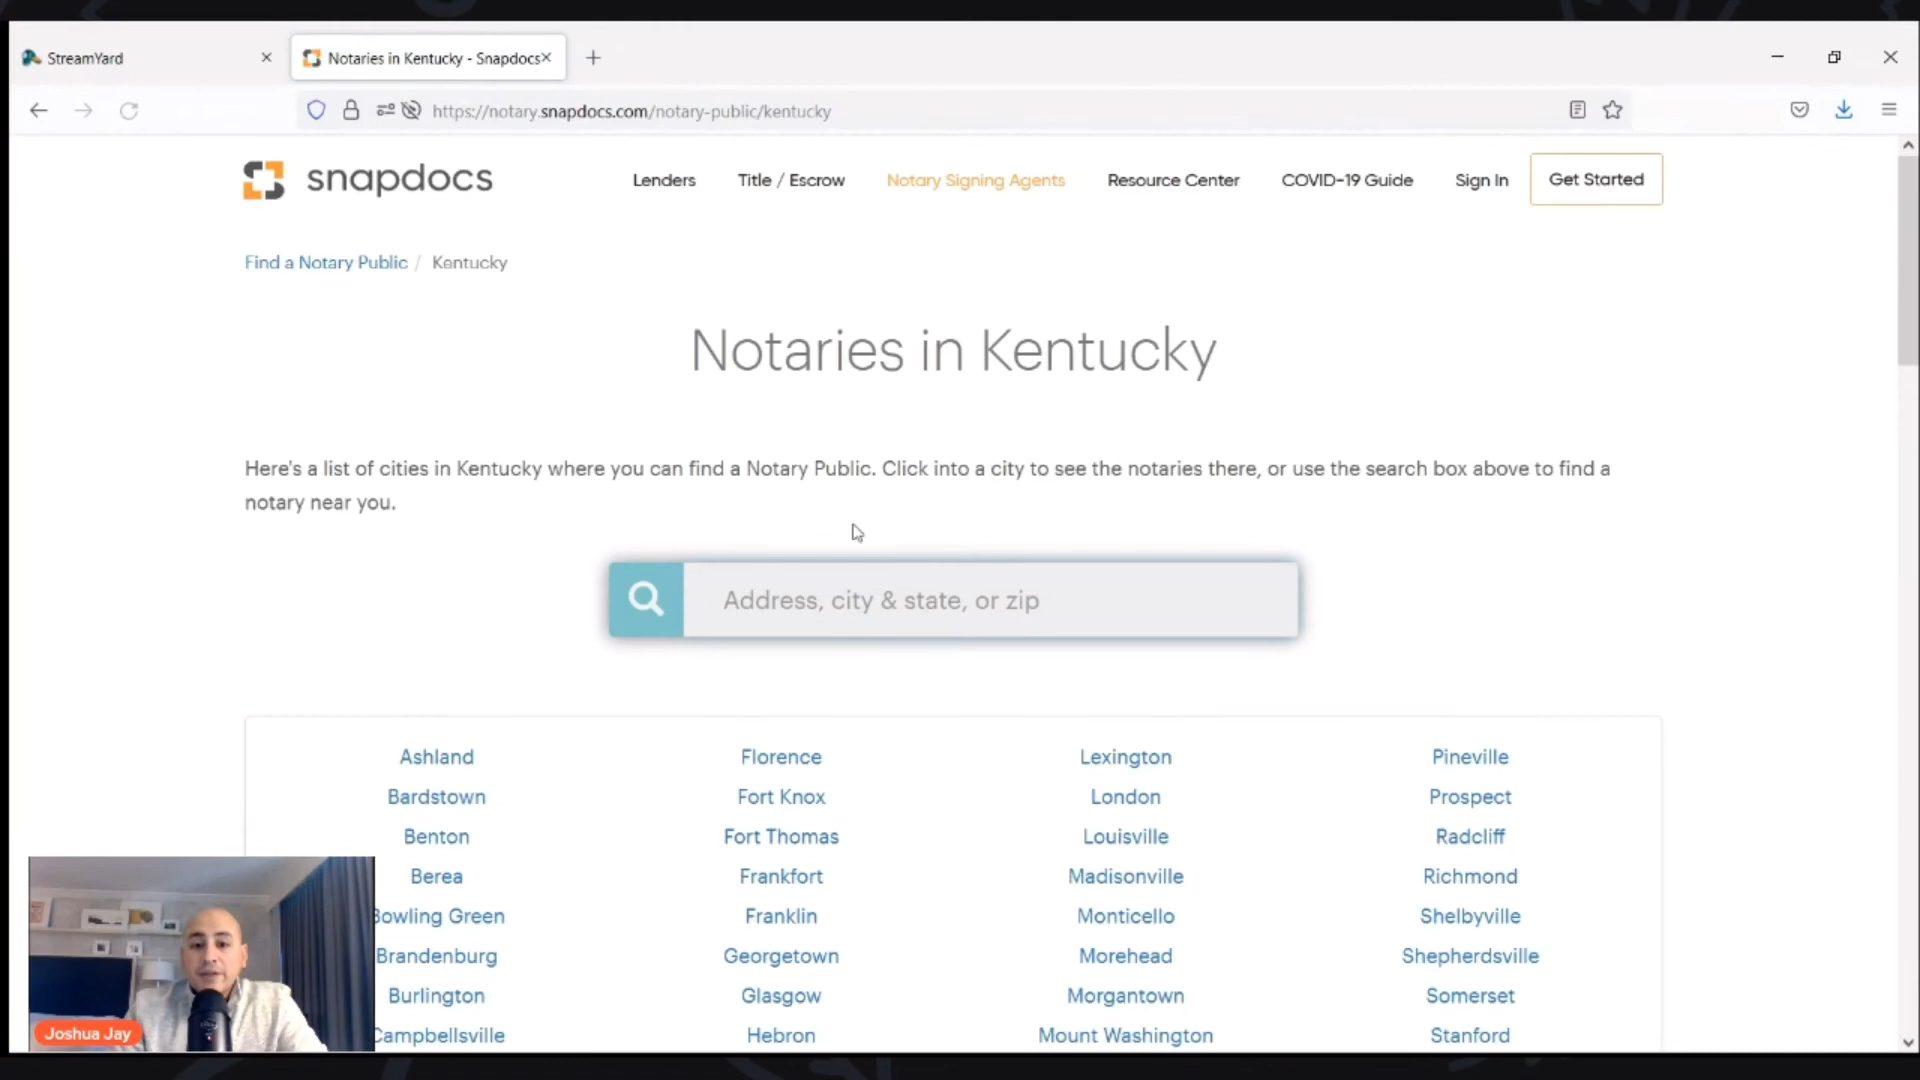 StreamYard
Notaries in Kentucky - Snapdocs
https://notary.snapdocs.com/notary-public/kentucky
snapdocs
Lenders
Title / Escrow
Notary Signing Agents
Resource Center
COVID-19 Guide
Sign In
Get Started
Find a Notary Public / Kentucky
Notaries in Kentucky
Here's a list of cities in Kentucky where you can find a Notary Public. Click into a city to see the notaries there, or use the search box above to find a
notary near you.
Address, city & state, or zip
Ashland Florence Lexington Pineville
Bardstown Fort Knox London Prospect
Benton Fort Thomas Louisville Radcliff
Berea Frankfort Madisonville Richmond
Bowling Green Franklin Monticello Shelbyville
Brandenburg Georgetown Morehead Shepherdsville
Burlington Glasgow Morgantown Somerset
Campbellsville Hebron Mount Washington Stanford
Joshua Jay